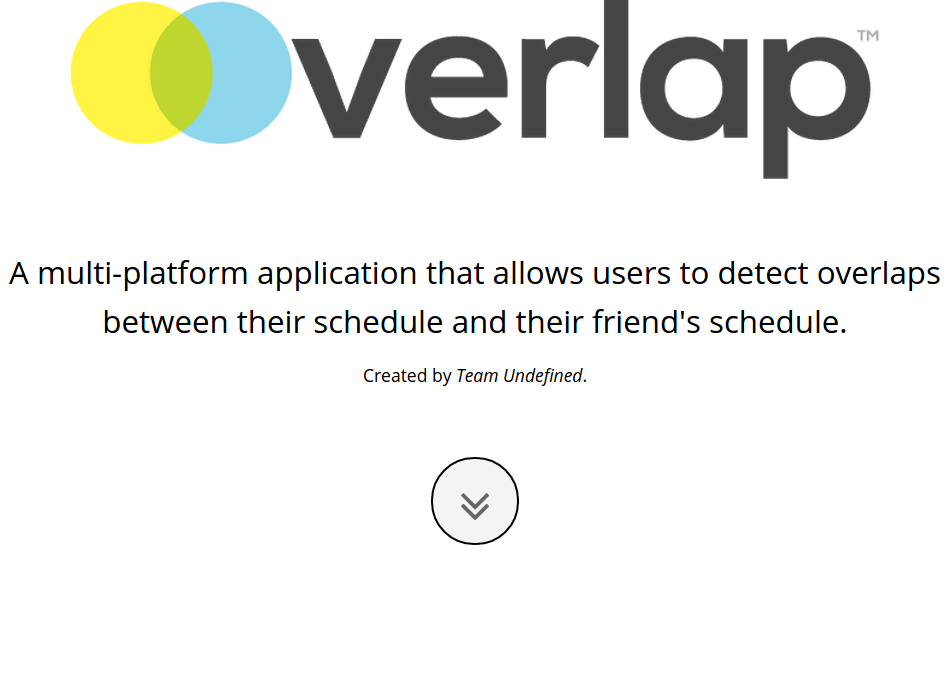 Overlap™
A multi-platform application that allows users to detect overlaps
between their schedule and their friend's schedule.
Created by Team Undefined.